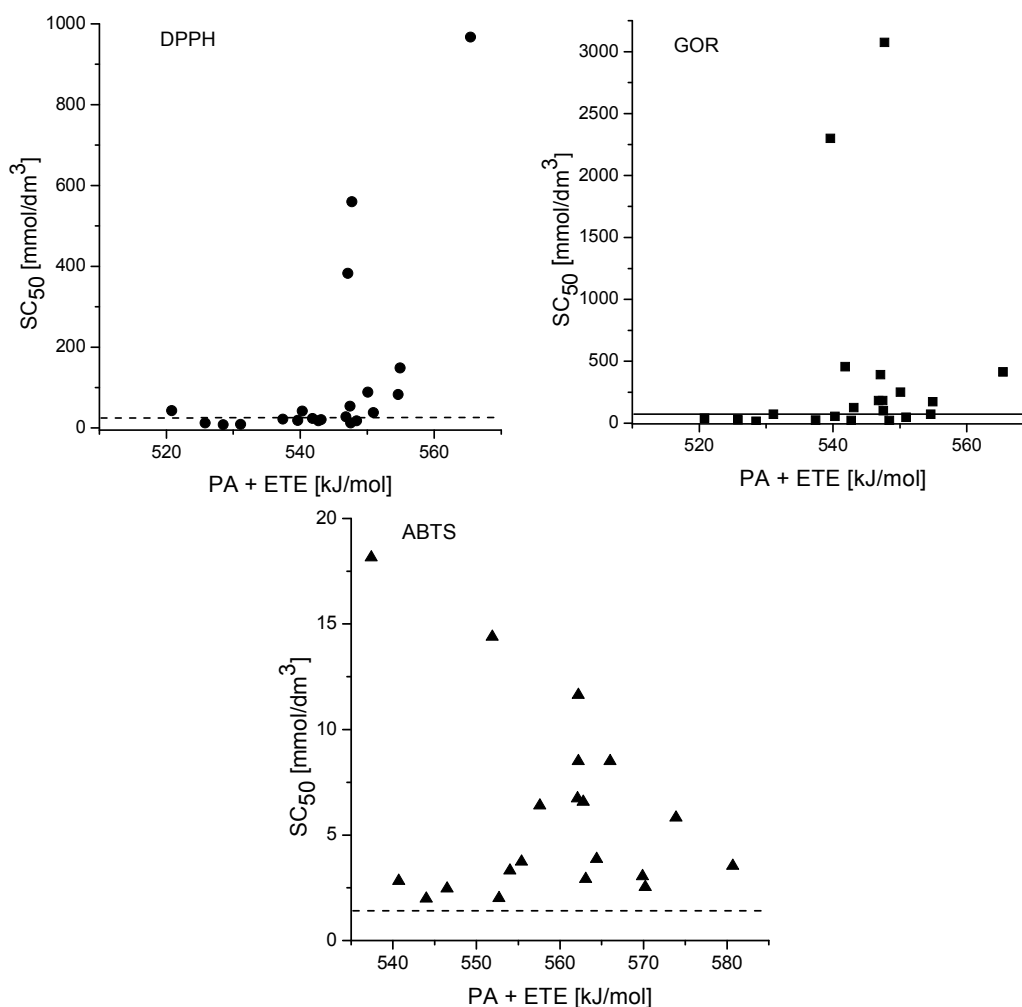 DPPH
1000
800
600
400
200
0
SC50 [mmol/dm3]
520 540 560
PA + ETE [kJ/mol]
GOR
3000
2500
2000
1500
1000
500
0
SC50 [mmol/dm3]
520 540 560
PA + ETE [kJ/mol]
ABTS
20
15
10
5
0
SC50 [mmol/dm3]
540 550 560 570 580
PA + ETE [kJ/mol]